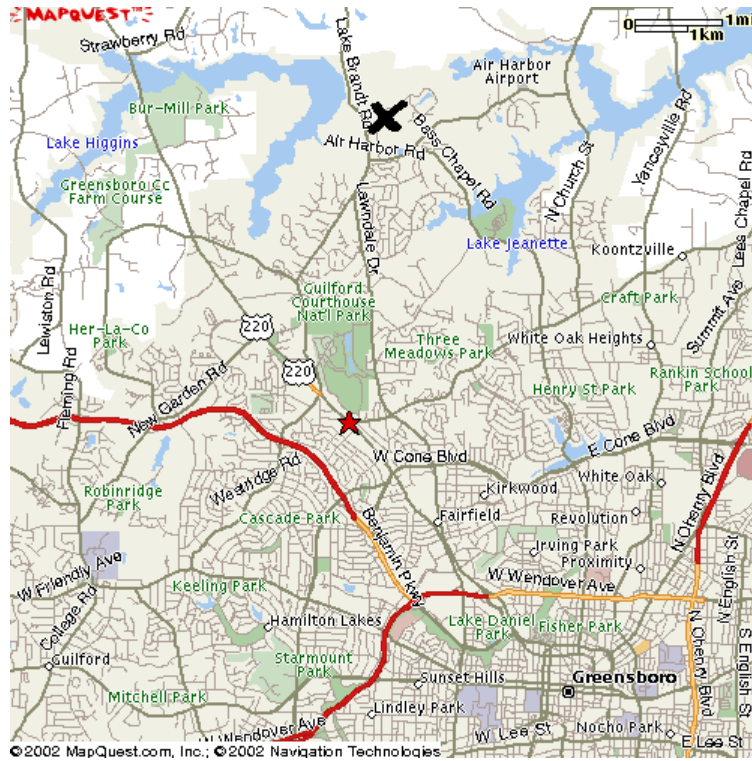 MAPQUEST
0 1mi
1km
Strawberry Rd
Lake Brandt Rd
Air Harbor
Airport
Bur-Mill Park
Bass Chapel Rd
Yanceyville Rd
Lake Higgins
Air Harbor Rd
N Church St
Lees Chapel Rd
Greensboro Cc
Farm Course
Lawndale Dr
Lake Jeanette
Koontzville
Lewiston Rd
Guilford
Courthouse
Nat'l Park
Craft Park
Summit Ave
220
Her-La-Co
Park
Three
Meadows Park
White Oak Heights
220
Fleming Rd
New Garden Rd
Henry St Park
Rankin School
Park
E Cone Blvd
W Cone Blvd
Westridge Rd
White Oak
Kirkwood
Robinridge
Park
N Oherry Blvd
Cascade Park
Benjamin Pkwy
Fairfield
Revolution
Irving Park
Proximity
W Friendly Ave
W Wendover Ave
N English St
Keeling Park
College Rd
Hamilton Lakes
Lake Daniel
Park
Fisher Park
N Oherry Blvd
S E English St
Guilford
Starmount
Park
Sunset Hills
Greensboro
Mitchell Park
Lindley Park
W Wendover Ave
W Lee St
Nocho Park
E Lee St
©2002 MapQuest.com, Inc.; ©2002 Navigation Technologies